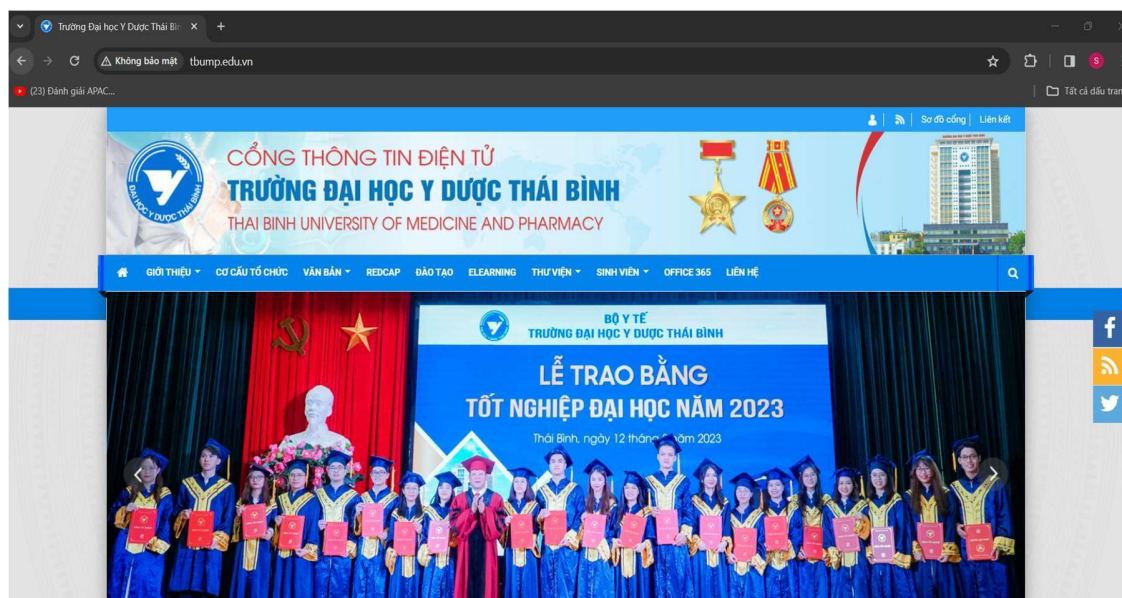 Trường Đại học Y Dược Thái Bìn
Không bảo mật tbump.edu.vn
S
(23) Đánh giải APAC...
Tất cả dấu tran
Sơ đồ cổng Liên kết
CỔNG THÔNG TIN ĐIỆN TỬ
TRƯỜNG ĐẠI HỌC Y DƯỢC THÁI BÌNH
THAI BINH UNIVERSITY OF MEDICINE AND PHARMACY
ĐẠI HỌC Y DƯỢC THÁI BÌNH
GIỚI THIỆU CƠ CẤU TỔ CHỨC VĂN BẢN REDCAP ĐÀO TẠO ELEARNING THƯ VIỆN SINH VIÊN OFFICE 365 LIÊN HỆ
BỘ Y TẾ
TRƯỜNG ĐẠI HỌC Y DƯỢC THÁI BÌNH
LỄ TRAO BẰNG
TỐT NGHIỆP ĐẠI HỌC NĂM 2023
Thái Bình, ngày 12 tháng năm 2023